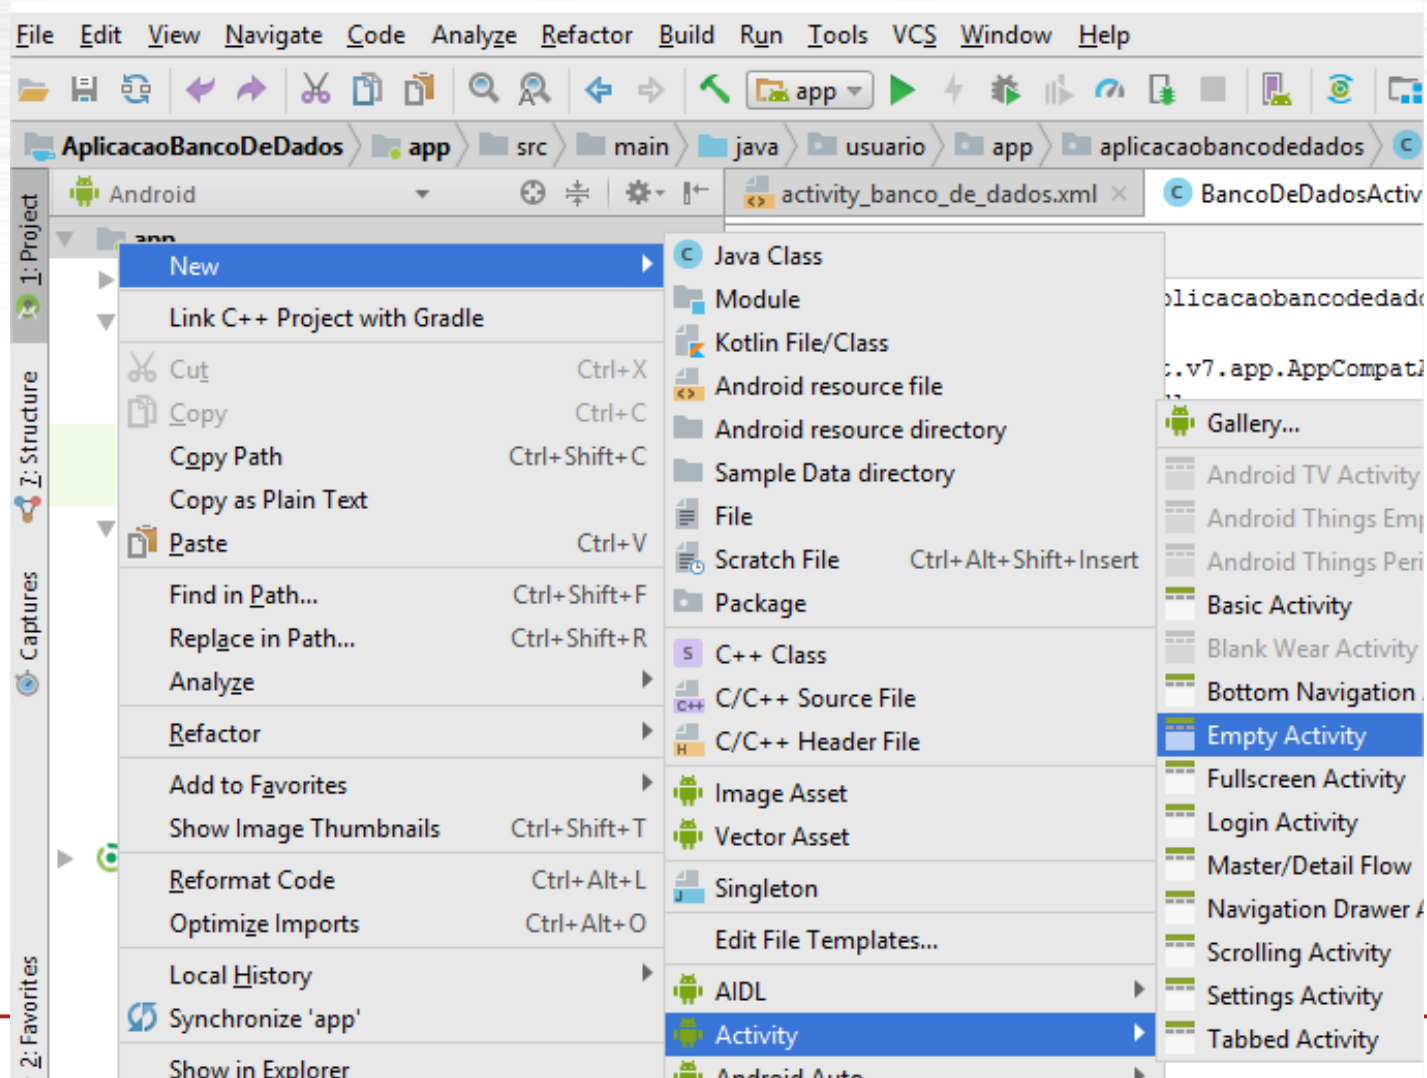 File Edit View Navigate Code Analyze Refactor Build Run Tools VCS Window Help
app
AplicacaoBancoDeDados app src main java usuario app aplicacaobancodedados C
Android
activity_banco_de_dados.xml
C BancoDeDadosActiv
1: Project
7: Structure
Captures
2: Favorites
app
New
Link C++ Project with Gradle
Cut Ctrl+X
Copy Ctrl+C
Copy Path Ctrl+Shift+C
Copy as Plain Text
Paste Ctrl+V
Find in Path... Ctrl+Shift+F
Replace in Path... Ctrl+Shift+R
Analyze
Refactor
Add to Favorites
Show Image Thumbnails Ctrl+Shift+T
Reformat Code Ctrl+Alt+L
Optimize Imports Ctrl+Alt+O
Local History
Synchronize 'app'
Show in Explorer
C Java Class
Module
Kotlin File/Class
Android resource file
Android resource directory
Sample Data directory
File
Scratch File Ctrl+Alt+Shift+Insert
Package
S C++ Class
C++ C/C++ Source File
H C/C++ Header File
Image Asset
Vector Asset
J Singleton
Edit File Templates...
AIDL
Activity
Android Auto
plicacaobancodedado
t.v7.app.AppCompatA
Gallery...
Android TV Activity
Android Things Emp
Android Things Peri
Basic Activity
Blank Wear Activity
Bottom Navigation
Empty Activity
Fullscreen Activity
Login Activity
Master/Detail Flow
Navigation Drawer A
Scrolling Activity
Settings Activity
Tabbed Activity